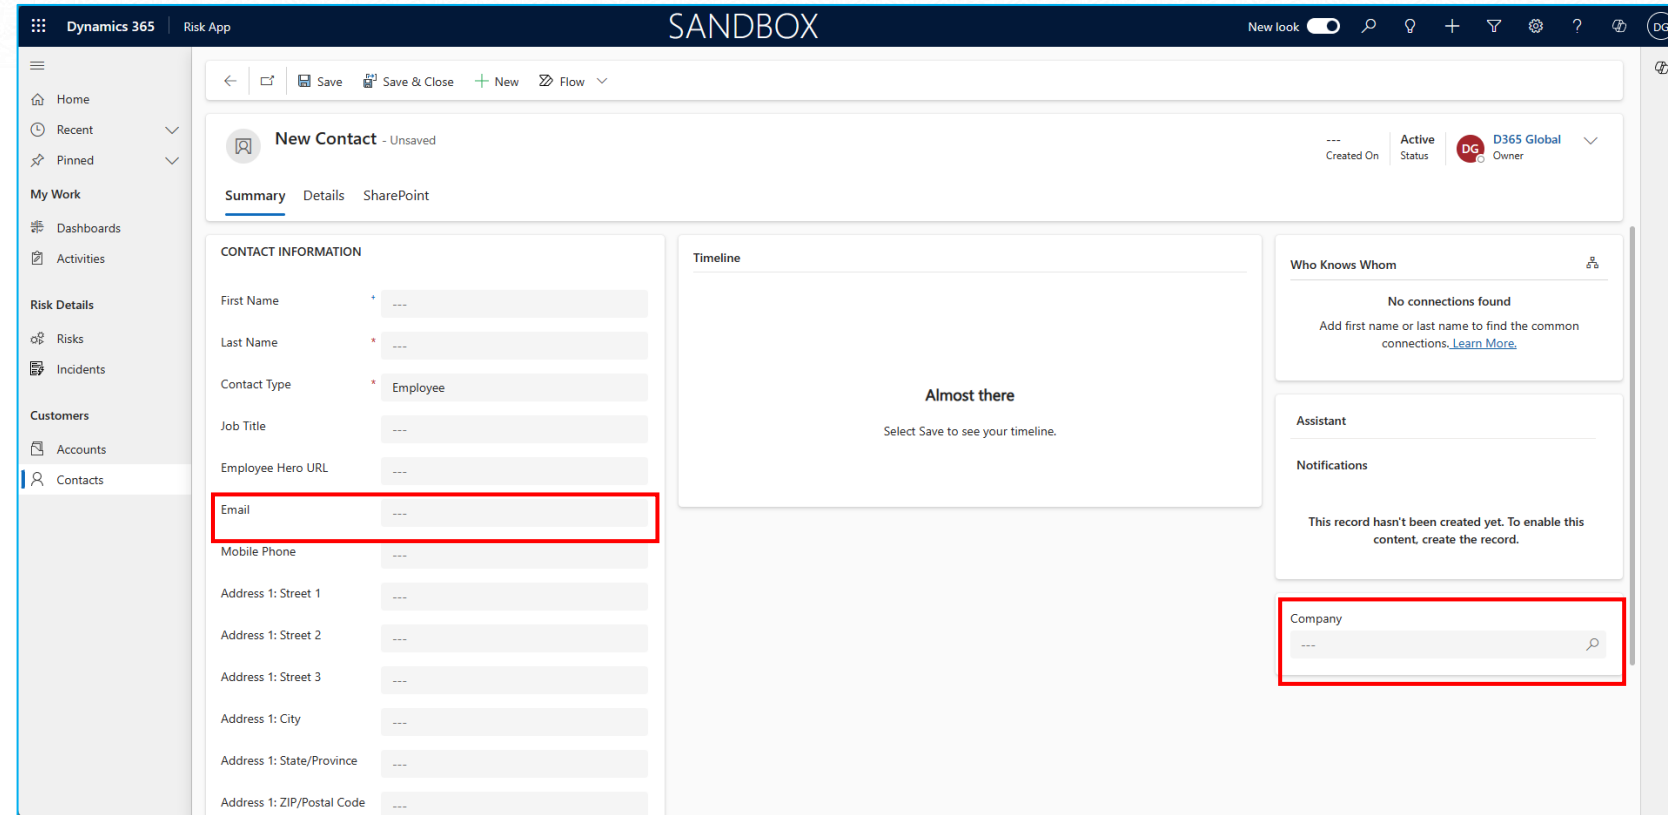 Dynamics 365 Risk App SANDBOX New look DG
Home
Recent
Pinned
My Work
Dashboards
Activities
Risk Details
Risks
Incidents
Customers
Accounts
Contacts
Save Save & Close New Flow
New Contact - Unsaved
--- Created On
Active Status
DG D365 Global Owner
Summary Details SharePoint
CONTACT INFORMATION
First Name + ---
Last Name * ---
Contact Type * Employee
Job Title ---
Employee Hero URL ---
Email ---
Mobile Phone ---
Address 1: Street 1 ---
Address 1: Street 2 ---
Address 1: Street 3 ---
Address 1: City ---
Address 1: State/Province ---
Address 1: ZIP/Postal Code ---
Timeline
Almost there
Select Save to see your timeline.
Who Knows Whom
No connections found
Add first name or last name to find the common
connections. Learn More.
Assistant
Notifications
This record hasn't been created yet. To enable this
content, create the record.
Company
---